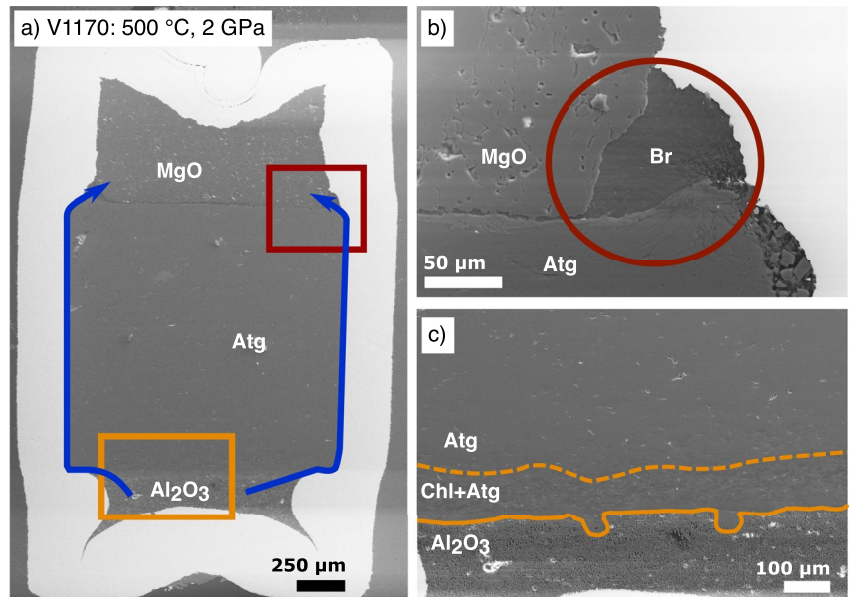 a) V1170: 500 °C, 2 GPa
MgO
Atg
Al₂O₃
250 µm
b)
MgO
Br
Atg
50 µm
c)
Atg
Chl+Atg
Al₂O₃
100 µm